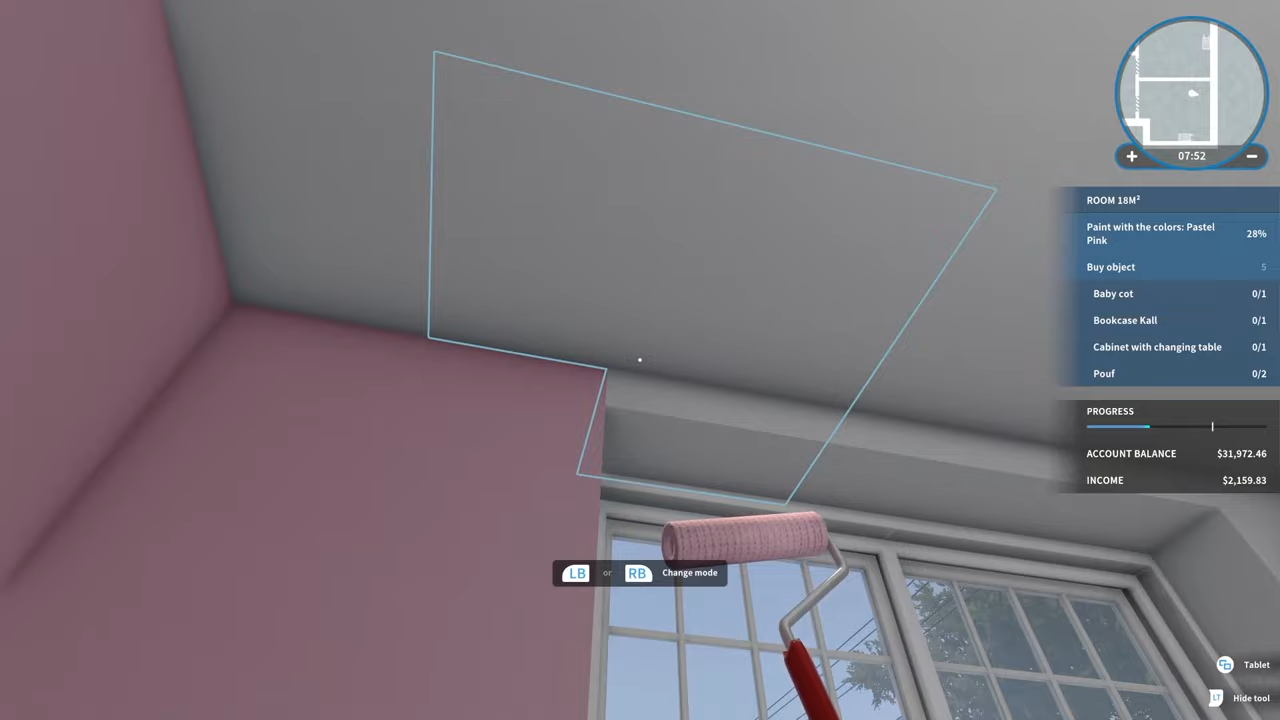 + 07:52 −
ROOM 18M²
Paint with the colors: Pastel
Pink 28%
Buy object 5
Baby cot 0/1
Bookcase Kall 0/1
Cabinet with changing table 0/1
Pouf 0/2
PROGRESS
ACCOUNT BALANCE $31,972.46
INCOME $2,159.83
LB or RB Change mode
Tablet
LT Hide tool